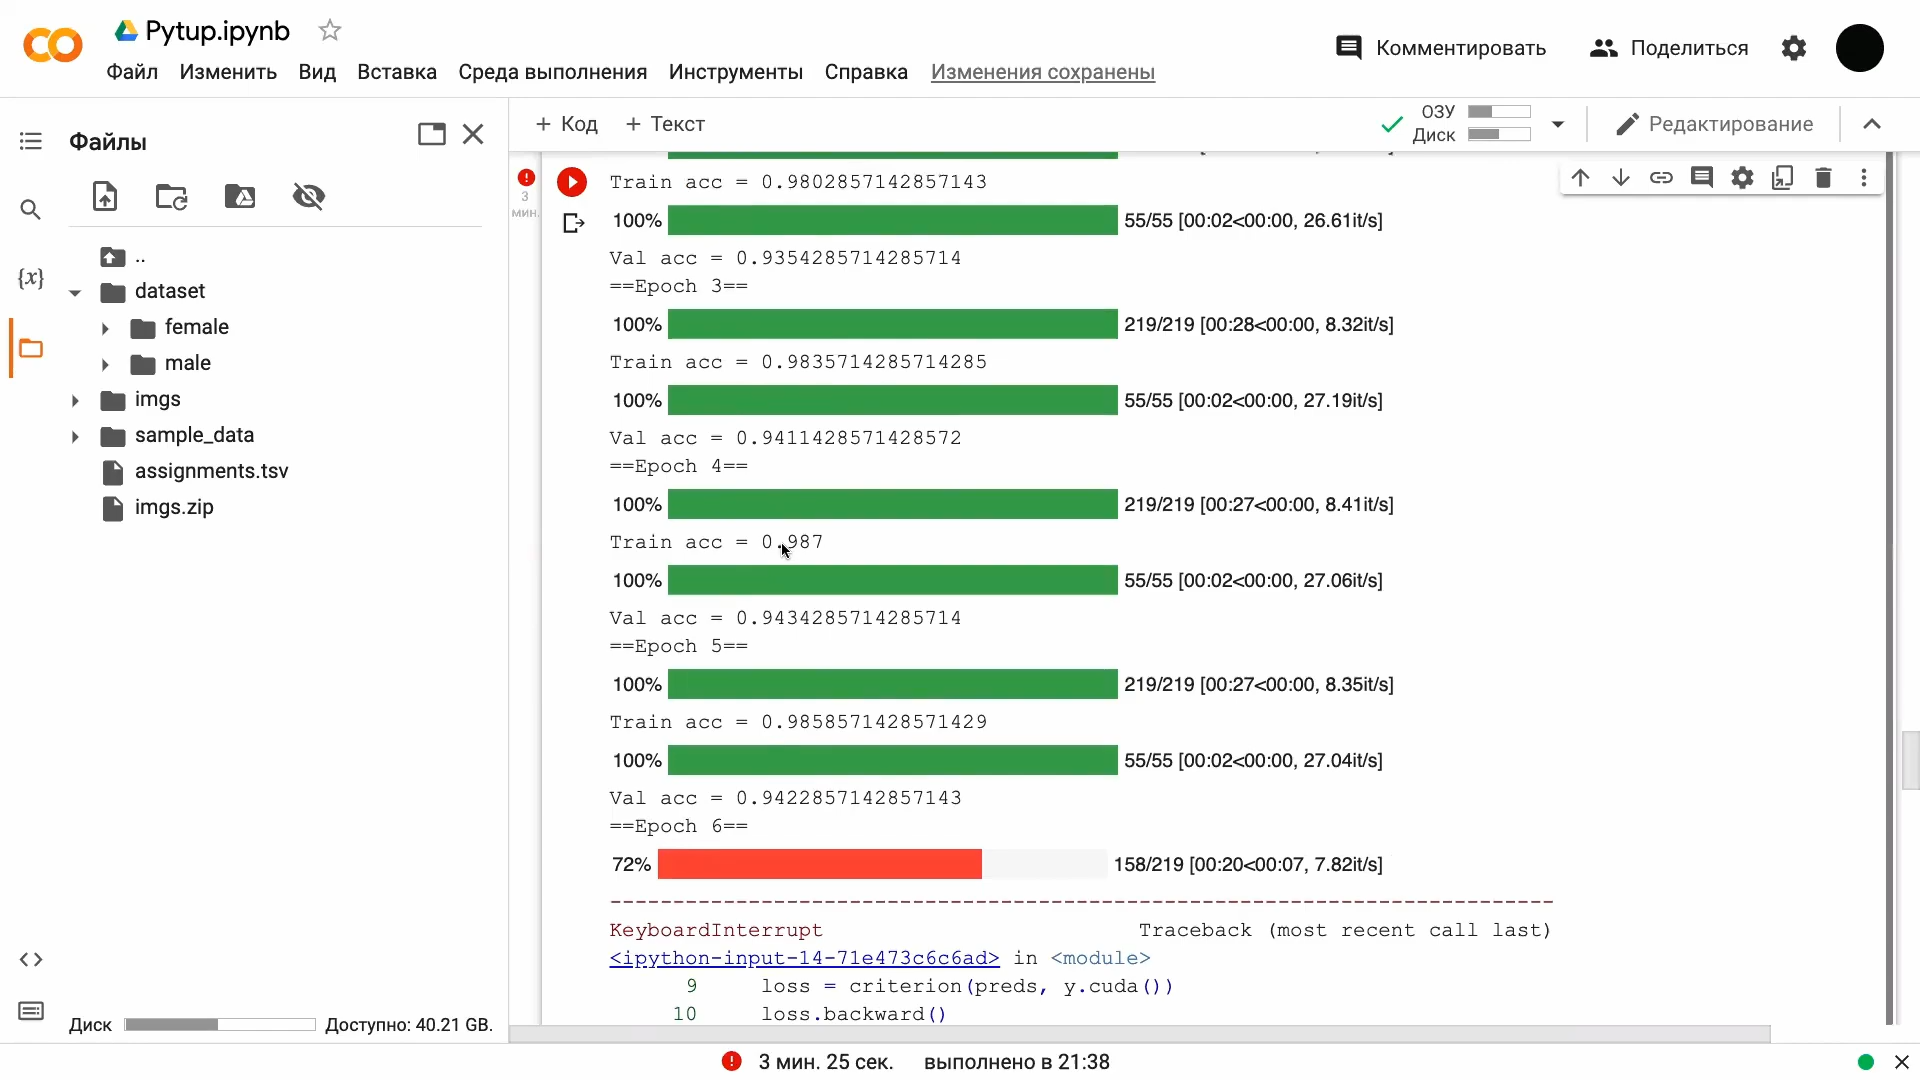 Pytup.ipynb
Файл Изменить Вид Вставка Среда выполнения Инструменты Справка Изменения сохранены
Комментировать
Поделиться
Файлы
..
dataset
female
male
imgs
sample_data
assignments.tsv
imgs.zip
{x}
Диск Доступно: 40.21 GB.
+ Код + Текст
ОЗУ
Диск
Редактирование
3
мин.
Train acc = 0.9802857142857143
100% 55/55 [00:02<00:00, 26.61it/s]
Val acc = 0.9354285714285714
==Epoch 3==
100% 219/219 [00:28<00:00, 8.32it/s]
Train acc = 0.9835714285714285
100% 55/55 [00:02<00:00, 27.19it/s]
Val acc = 0.9411428571428572
==Epoch 4==
100% 219/219 [00:27<00:00, 8.41it/s]
Train acc = 0.987
100% 55/55 [00:02<00:00, 27.06it/s]
Val acc = 0.9434285714285714
==Epoch 5==
100% 219/219 [00:27<00:00, 8.35it/s]
Train acc = 0.9858571428571429
100% 55/55 [00:02<00:00, 27.04it/s]
Val acc = 0.9422857142857143
==Epoch 6==
72% 158/219 [00:20<00:07, 7.82it/s]
---------------------------------------------------------------------------
KeyboardInterrupt Traceback (most recent call last)
<ipython-input-14-71e473c6c6ad> in <module>
9 loss = criterion(preds, y.cuda())
10 loss.backward()
3 мин. 25 сек. выполнено в 21:38